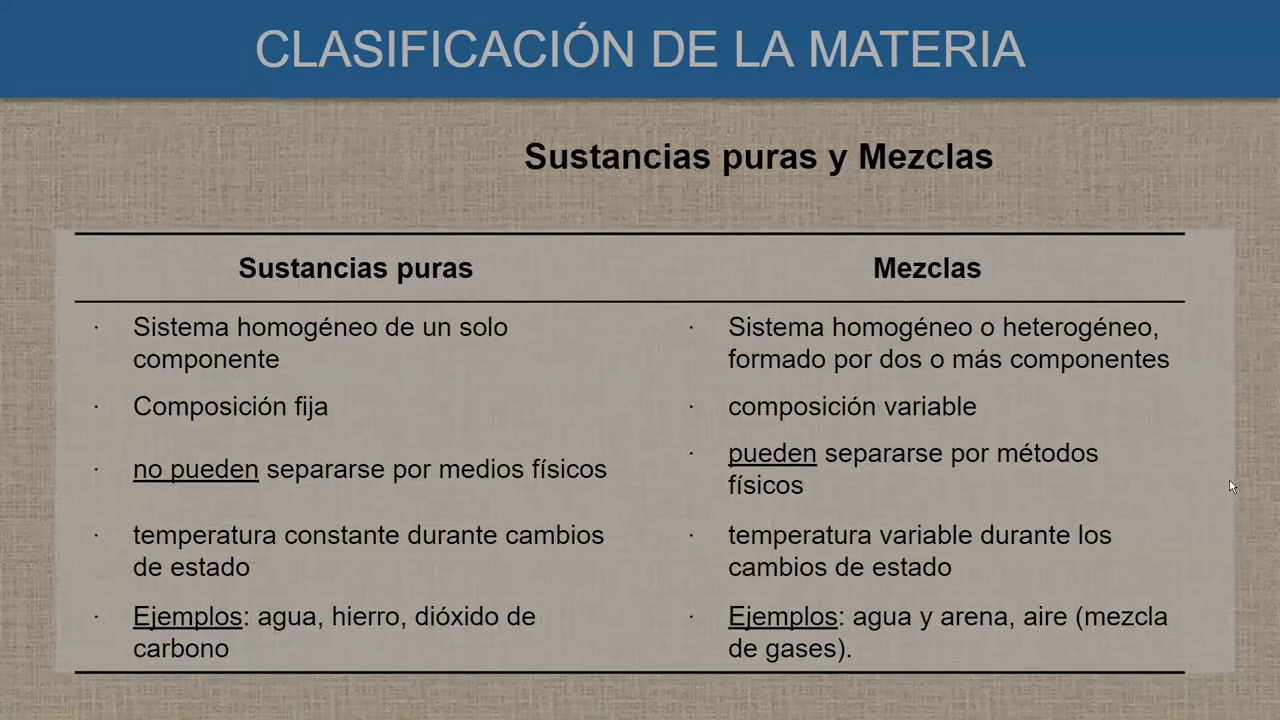 CLASIFICACIÓN DE LA MATERIA
Sustancias puras y Mezclas
Sustancias puras
· Sistema homogéneo de un solo
componente
· Composición fija
· no pueden separarse por medios físicos
· temperatura constante durante cambios
de estado
· Ejemplos: agua, hierro, dióxido de
carbono
Mezclas
· Sistema homogéneo o heterogéneo,
formado por dos o más componentes
· composición variable
· pueden separarse por métodos
físicos
· temperatura variable durante los
cambios de estado
· Ejemplos: agua y arena, aire (mezcla
de gases).